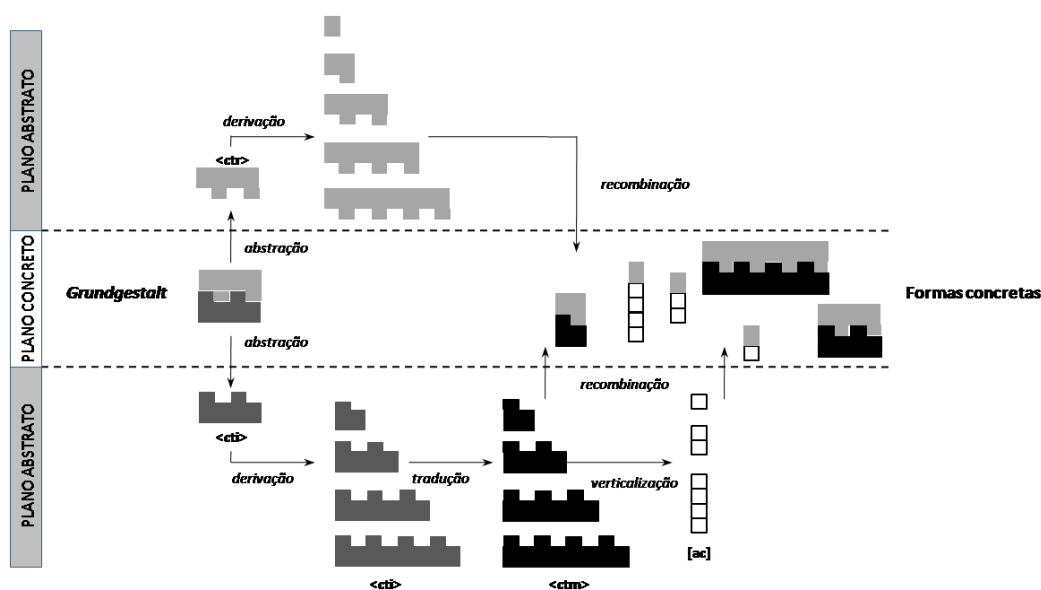 PLANO ABSTRATO
derivação
<ctr>
recombinação
abstração
PLANO CONCRETO
Grundgestalt
Formas concretas
abstração
recombinação
PLANO ABSTRATO
<cti>
derivação
tradução
verticalização
[ac]
<cti>
<ctm>